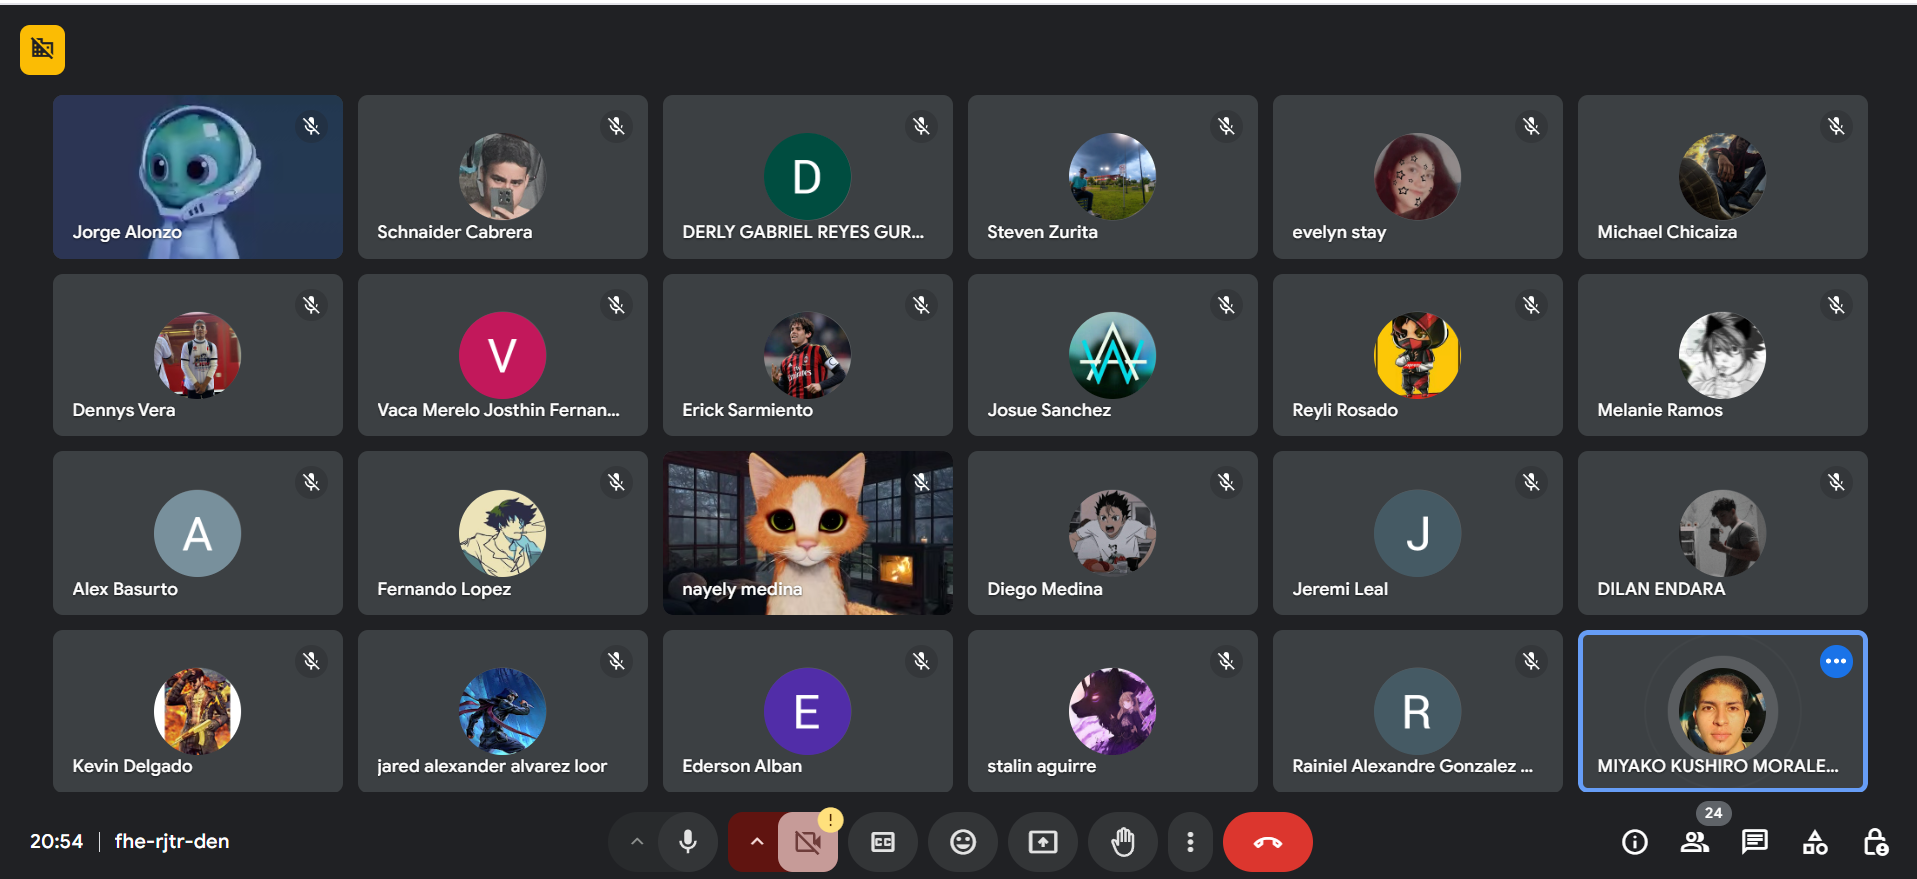 Jorge Alonzo
Schnaider Cabrera
D
DERLY GABRIEL REYES GUR...
Steven Zurita
evelyn stay
Michael Chicaiza
Dennys Vera
V
Vaca Merelo Josthin Fernan...
Erick Sarmiento
Josue Sanchez
Reyli Rosado
Melanie Ramos
A
Alex Basurto
Fernando Lopez
nayely medina
Diego Medina
J
Jeremi Leal
DILAN ENDARA
Kevin Delgado
jared alexander alvarez loor
E
Ederson Alban
stalin aguirre
R
Rainiel Alexandre Gonzalez ...
MIYAKO KUSHIRO MORALE...
20:54 | fhe-rjtr-den
!
CC
24